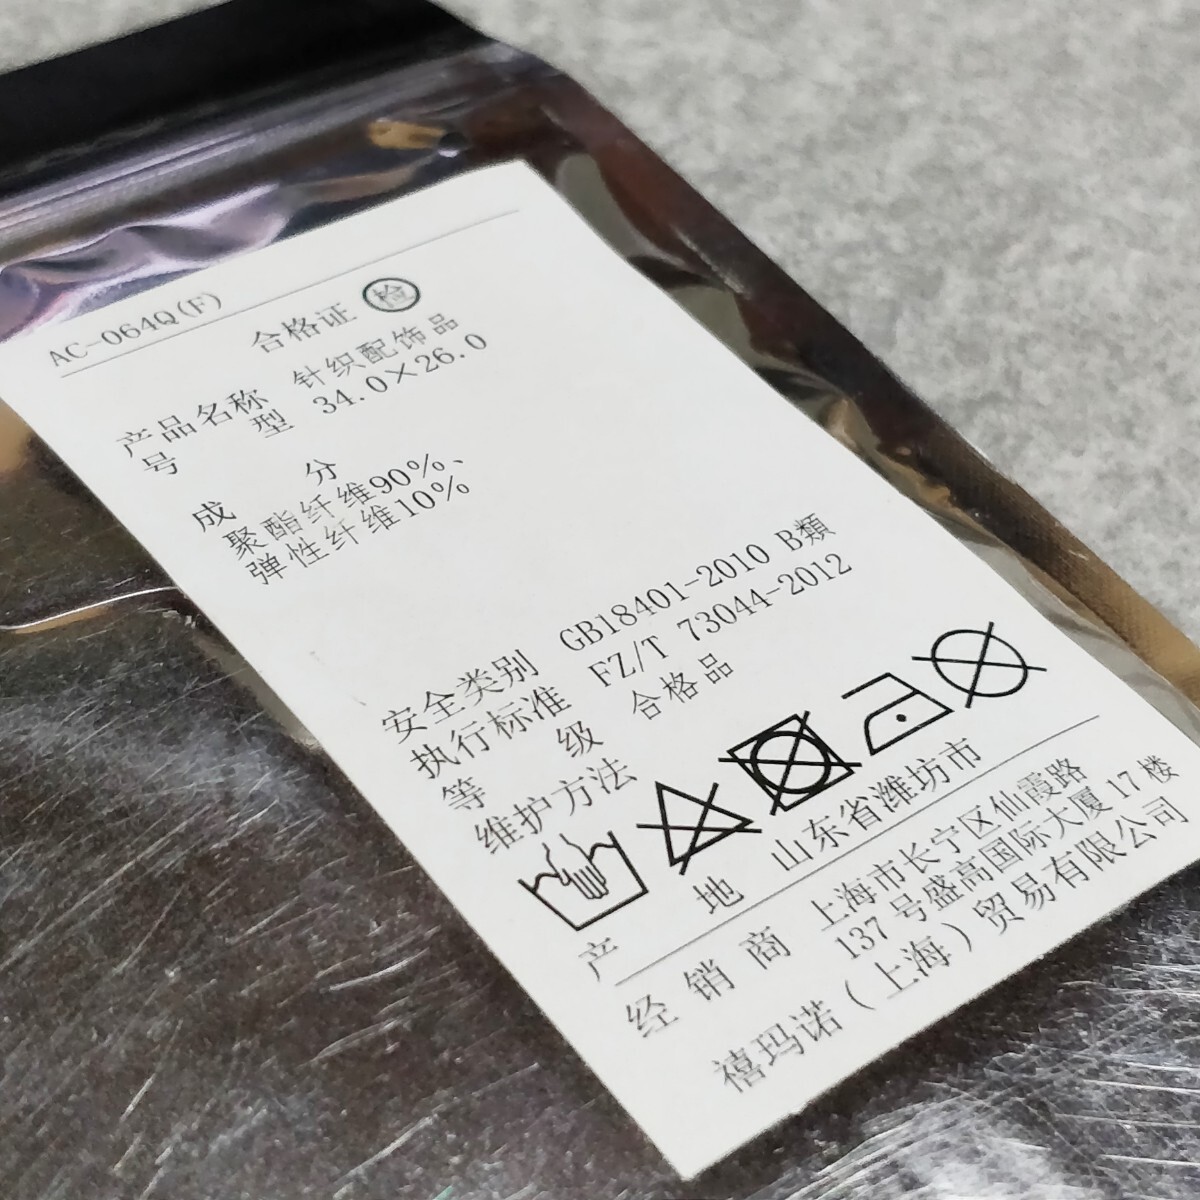 AC-064Q(F)
合格证 检
产品名称 针织配饰品
号 型 34.0×26.0
成 分
聚酯纤维90%、
弹性纤维10%
安全类别 GB18401-2010 B類
执行标准 FZ/T 73044-2012
等 级 合格品
维护方法
产 地 山东省潍坊市
经 销 商 上海市长宁区仙霞路
137 号盛高国际大厦 17 楼
禧玛诺（上海）贸易有限公司